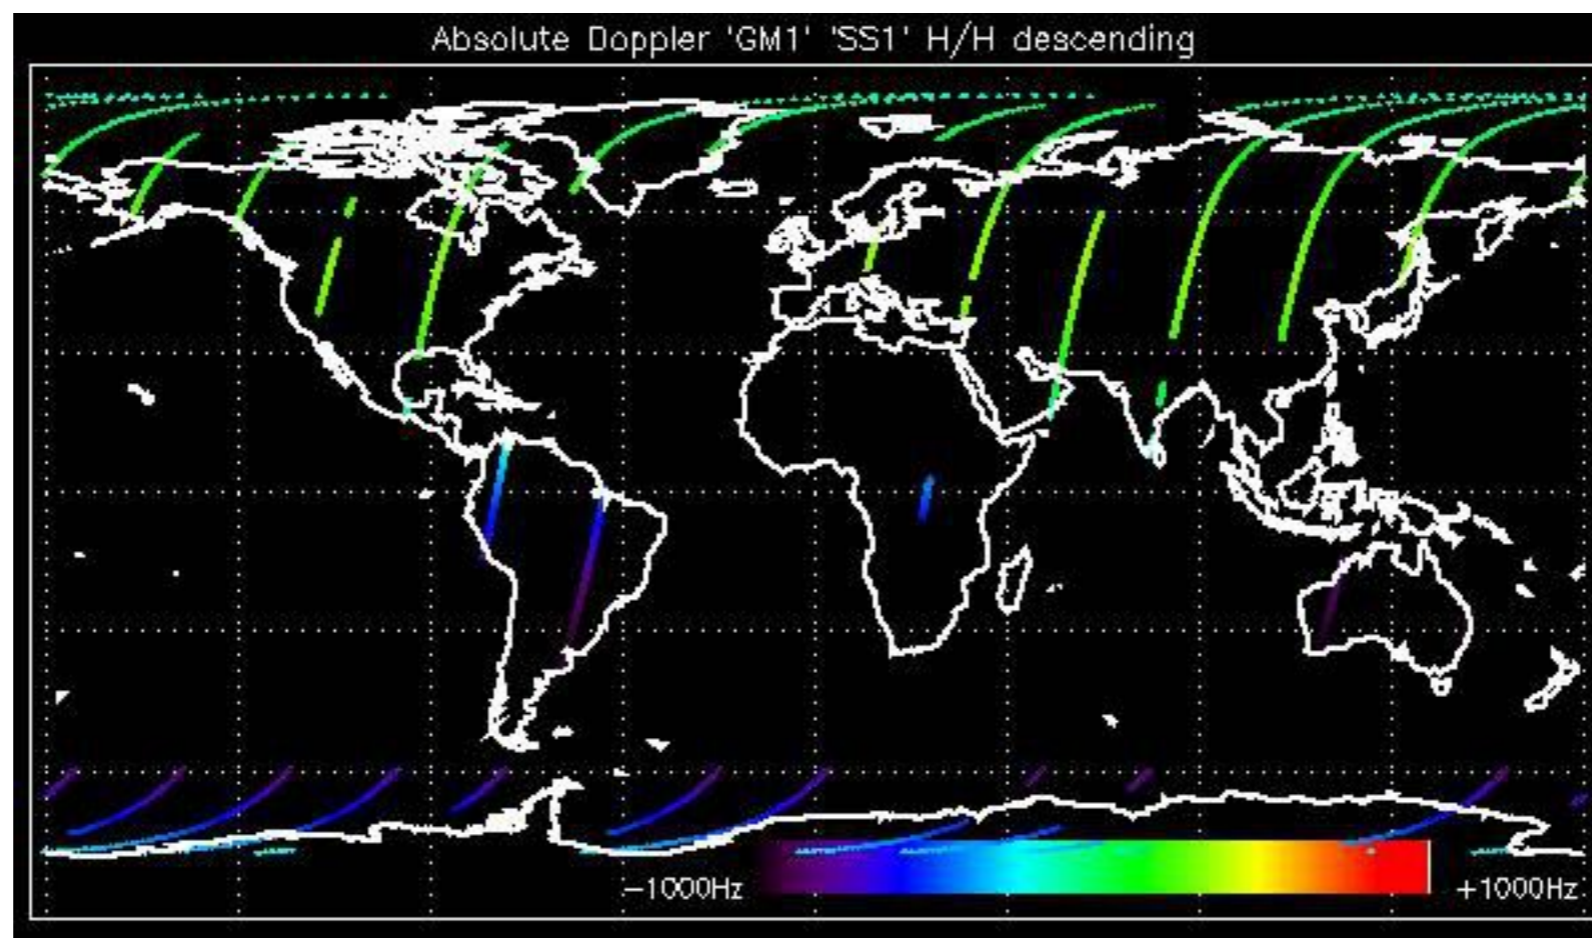 Absolute Doppler 'GM1' 'SS1' H/H descending
−1000Hz +1000Hz